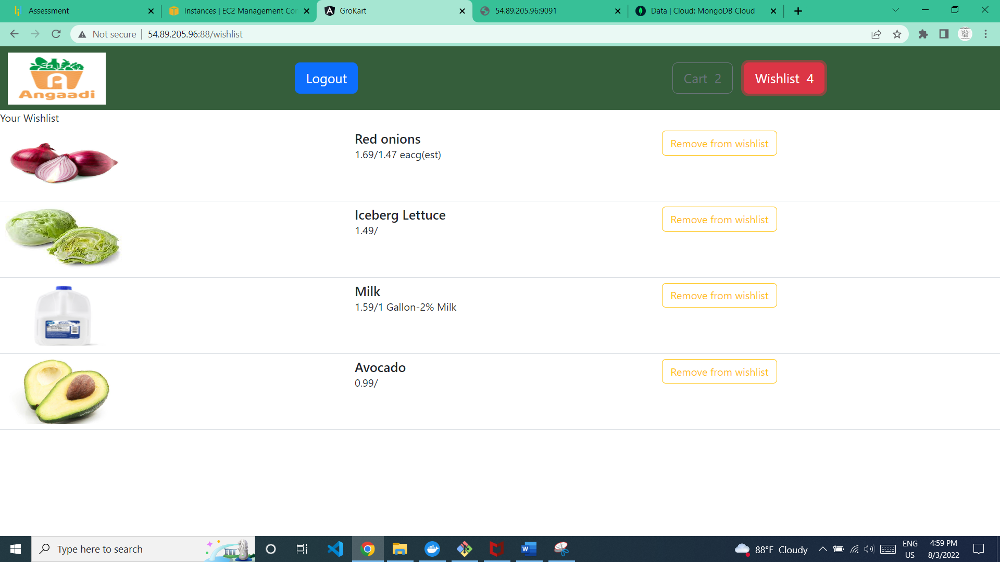 Assessment
Instances | EC2 Management Con
GroKart
54.89.205.96:9091
Data | Cloud: MongoDB Cloud
Not secure | 54.89.205.96:88/wishlist
Angaadi
Logout
Cart 2
Wishlist 4
Your Wishlist
Red onions
1.69/1.47 eacg(est)
Remove from wishlist
Iceberg Lettuce
1.49/
Remove from wishlist
Milk
1.59/1 Gallon-2% Milk
Remove from wishlist
Avocado
0.99/
Remove from wishlist
Type here to search
88°F Cloudy
ENG
US
4:59 PM
8/3/2022